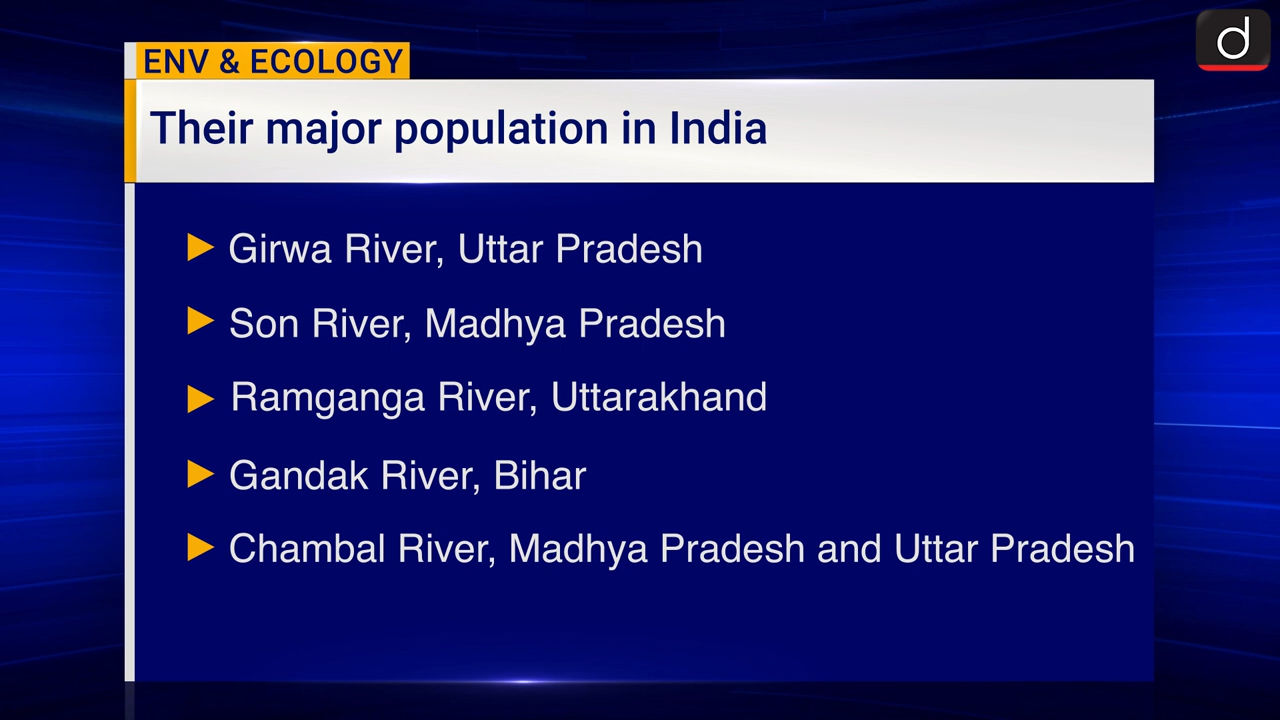 d
ENV & ECOLOGY
Their major population in India
Girwa River, Uttar Pradesh
Son River, Madhya Pradesh
Ramganga River, Uttarakhand
Gandak River, Bihar
Chambal River, Madhya Pradesh and Uttar Pradesh